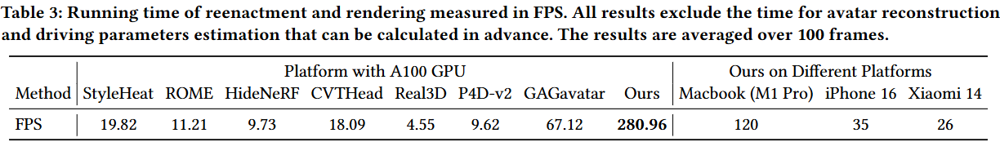 Table 3: Running time of reenactment and rendering measured in FPS. All results exclude the time for avatar reconstruction
and driving parameters estimation that can be calculated in advance. The results are averaged over 100 frames.
Platform with A100 GPU Ours on Different Platforms
Method StyleHeat ROME HideNeRF CVTHead Real3D P4D-v2 GAGavatar Ours Macbook (M1 Pro) iPhone 16 Xiaomi 14
FPS 19.82 11.21 9.73 18.09 4.55 9.62 67.12 280.96 120 35 26